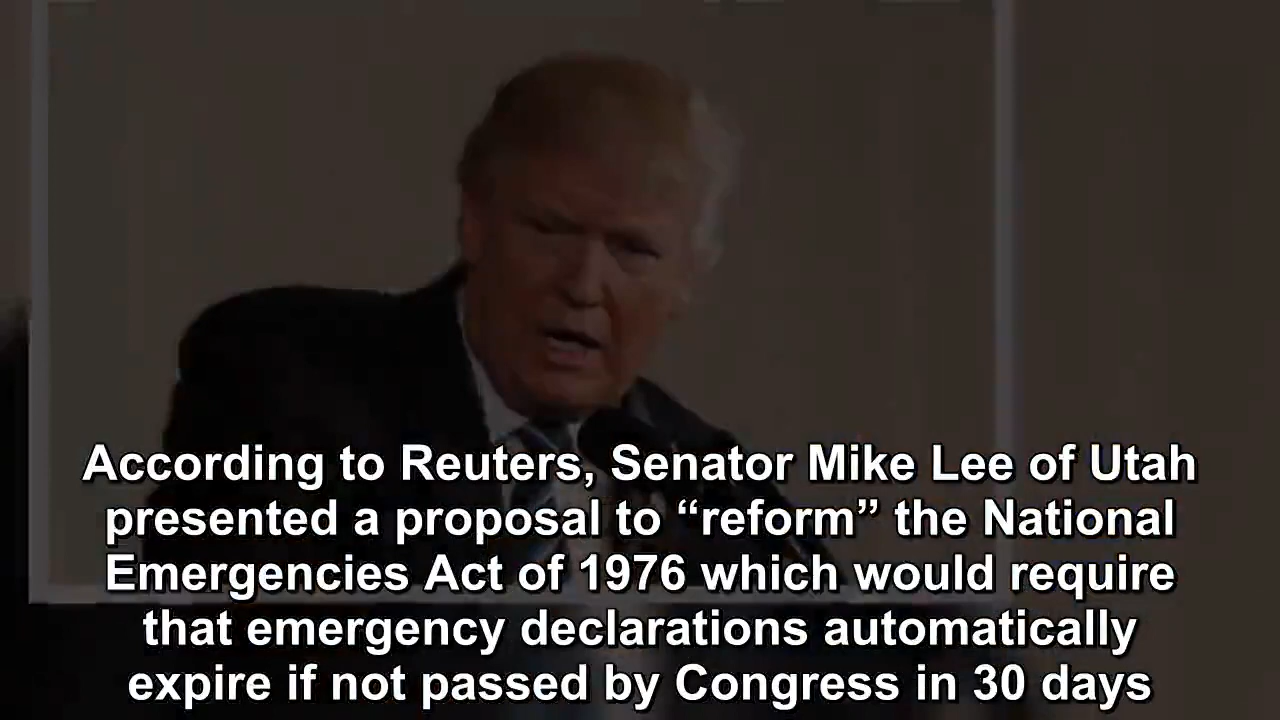 According to Reuters, Senator Mike Lee of Utah
presented a proposal to “reform” the National
Emergencies Act of 1976 which would require
that emergency declarations automatically
expire if not passed by Congress in 30 days